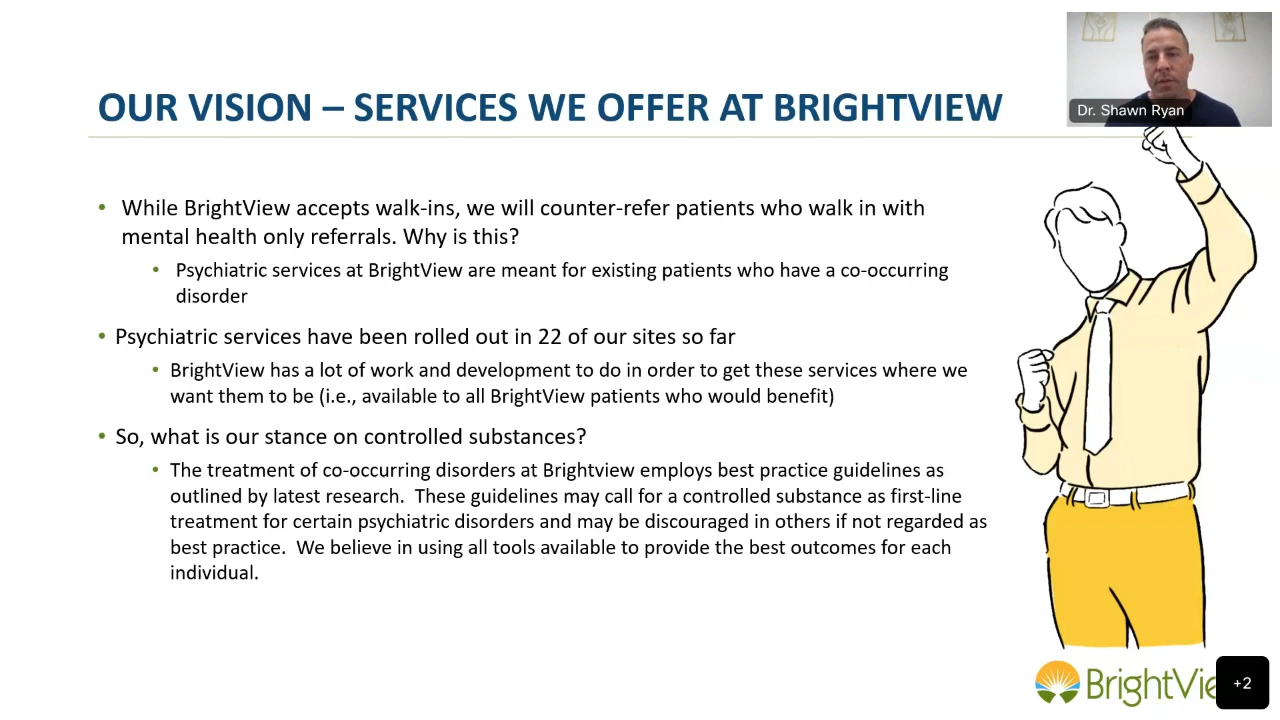 OUR VISION – SERVICES WE OFFER AT BRIGHTVIEW
Dr. Shawn Ryan
• While BrightView accepts walk-ins, we will counter-refer patients who walk in with
mental health only referrals. Why is this?
• Psychiatric services at BrightView are meant for existing patients who have a co-occurring
disorder
• Psychiatric services have been rolled out in 22 of our sites so far
• BrightView has a lot of work and development to do in order to get these services where we
want them to be (i.e., available to all BrightView patients who would benefit)
• So, what is our stance on controlled substances?
• The treatment of co-occurring disorders at Brightview employs best practice guidelines as
outlined by latest research.  These guidelines may call for a controlled substance as first-line
treatment for certain psychiatric disorders and may be discouraged in others if not regarded as
best practice.  We believe in using all tools available to provide the best outcomes for each
individual.
BrightVie
+2